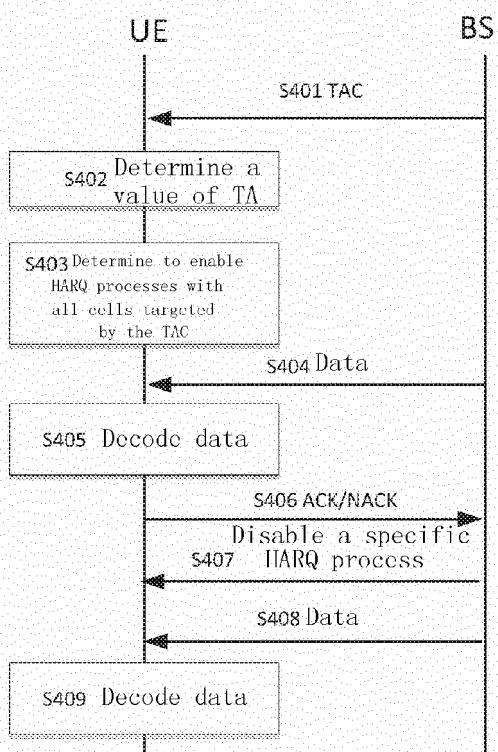 UE BS
S401 TAC
S402 Determine a
value of TA
S403 Determine to enable
HARQ processes with
all cells targeted
by the TAC
S404 Data
S405 Decode data
S406 ACK/NACK
Disable a specific
S407 HARQ process
S408 Data
S409 Decode data